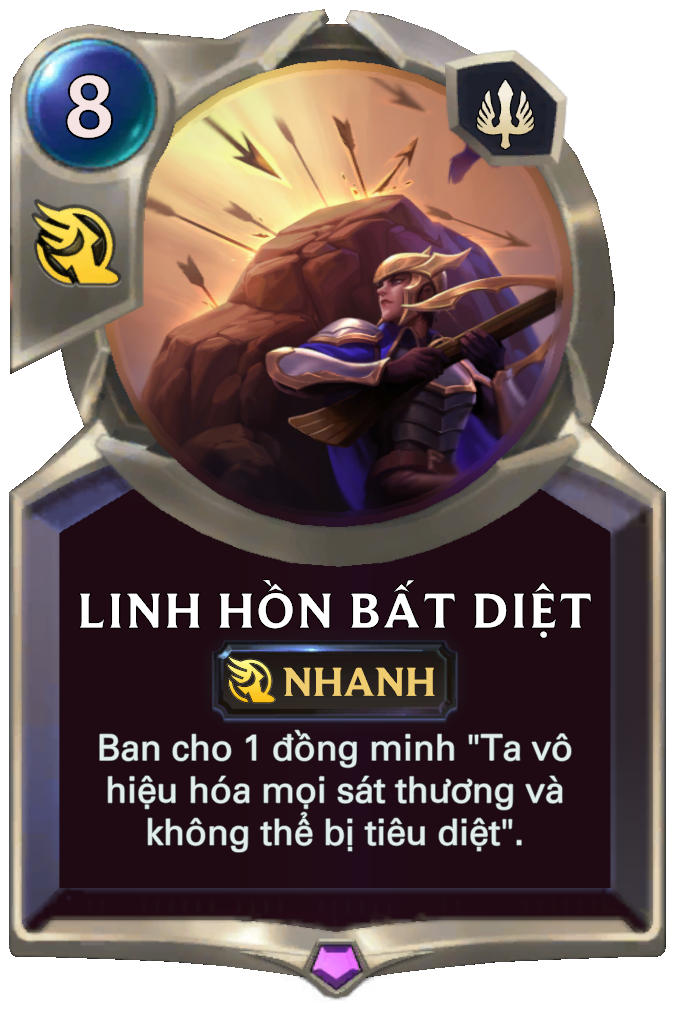 8
LINH HỒN BẤT DIỆT
NHANH
Ban cho 1 đồng minh "Ta vô
hiệu hóa mọi sát thương và
không thể bị tiêu diệt".